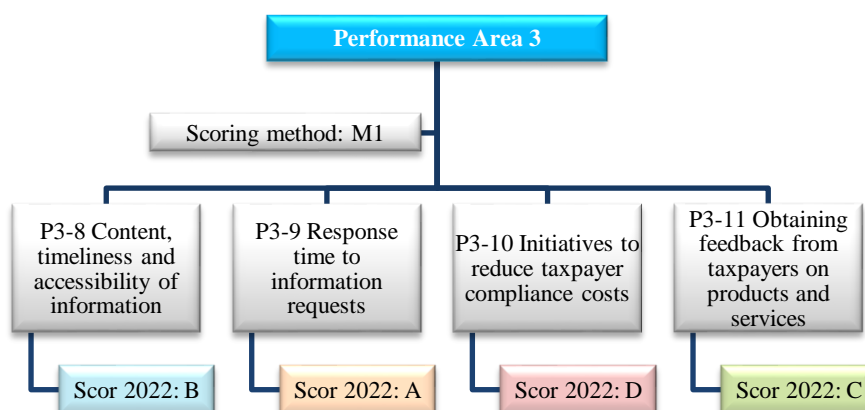 Performance Area 3
Scoring method: M1
P3-8 Content,
timeliness and
accessibility of
information
P3-9 Response
time to
information
requests
P3-10 Initiatives to
reduce taxpayer
compliance costs
P3-11 Obtaining
feedback from
taxpayers on
products and
services
Scor 2022: B
Scor 2022: A
Scor 2022: D
Scor 2022: C